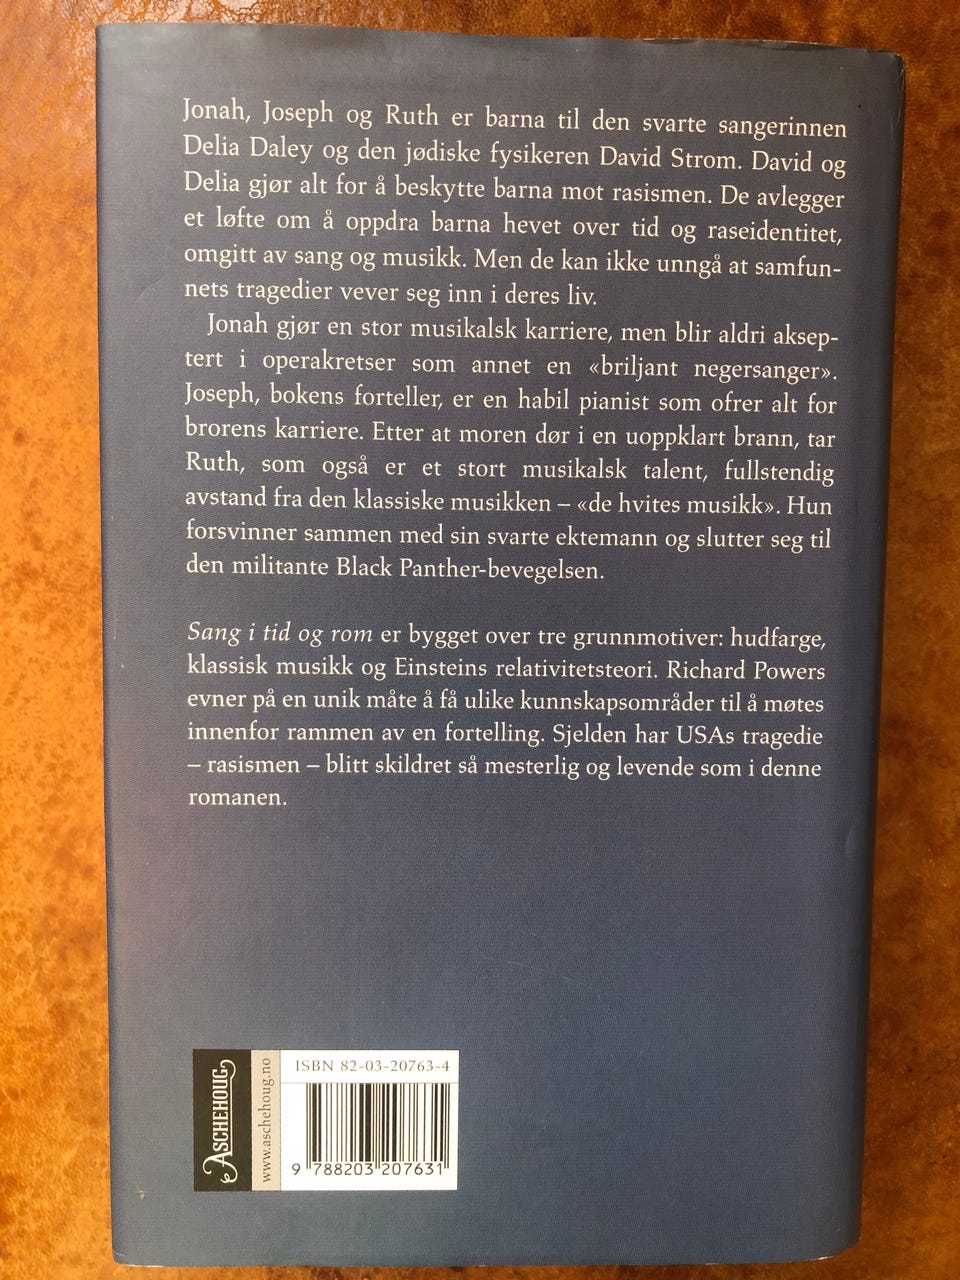 Jonah, Joseph og Ruth er barna til den svarte sangerinnen
Delia Daley og den jødiske fysikeren David Strom. David og
Delia gjør alt for å beskytte barna mot rasismen. De avlegger
et løfte om å oppdra barna hevet over tid og raseidentitet,
omgitt av sang og musikk. Men de kan ikke unngå at samfun-
nets tragedier vever seg inn i deres liv.
Jonah gjør en stor musikalsk karriere, men blir aldri aksep-
tert i operakretser som annet en «briljant negersanger».
Joseph, bokens forteller, er en habil pianist som ofrer alt for
brorens karriere. Etter at moren dør i en uoppklart brann, tar
Ruth, som også er et stort musikalsk talent, fullstendig
avstand fra den klassiske musikken – «de hvites musikk». Hun
forsvinner sammen med sin svarte ektemann og slutter seg til
den militante Black Panther-bevegelsen.
Sang i tid og rom er bygget over tre grunnmotiver: hudfarge,
klassisk musikk og Einsteins relativitetsteori. Richard Powers
evner på en unik måte å få ulike kunnskapsområder til å møtes
innenfor rammen av en fortelling. Sjelden har USAs tragedie
– rasismen – blitt skildret så mesterlig og levende som i denne
romanen.
ASCHEHOUG
www.aschehoug.no
ISBN 82-03-20763-4
9 788203 207631